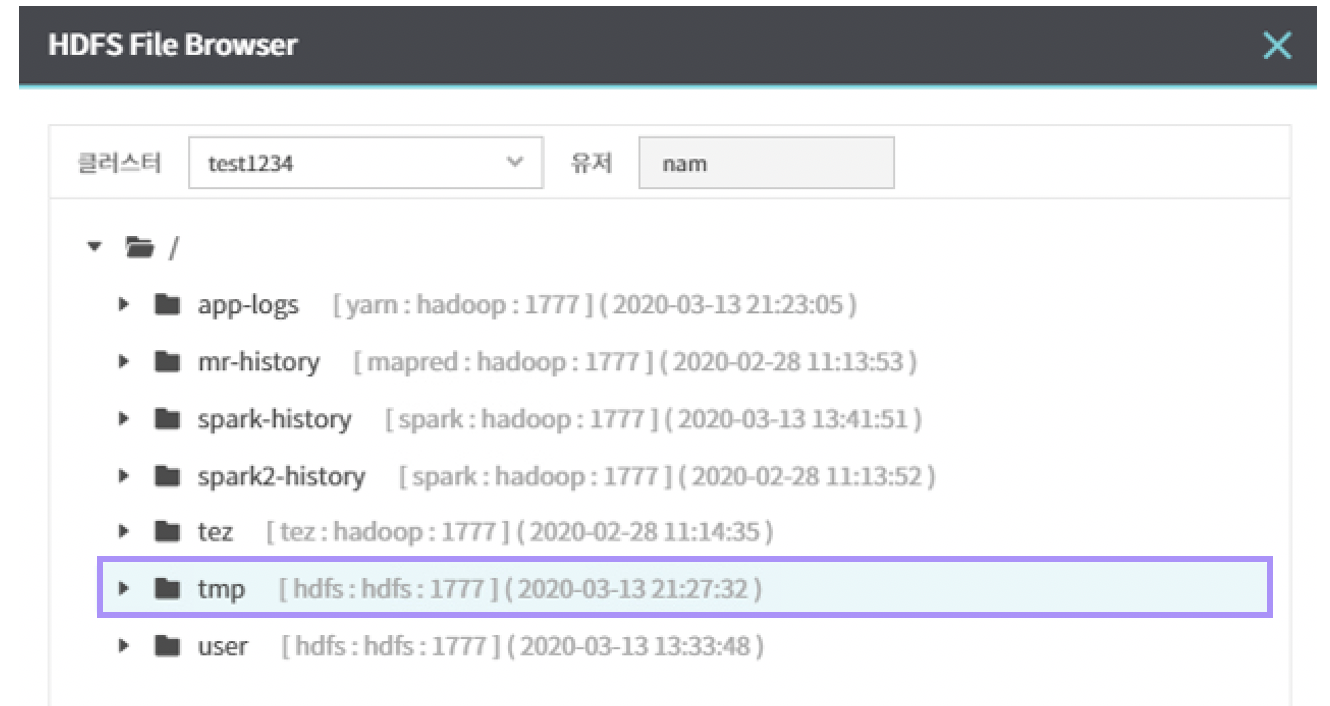 HDFS File Browser
클러스터 test1234 유저 nam
/
app-logs [ yarn : hadoop : 1777 ] ( 2020-03-13 21:23:05 )
mr-history [ mapred : hadoop : 1777 ] ( 2020-02-28 11:13:53 )
spark-history [ spark : hadoop : 1777 ] ( 2020-03-13 13:41:51 )
spark2-history [ spark : hadoop : 1777 ] ( 2020-02-28 11:13:52 )
tez [ tez : hadoop : 1777 ] ( 2020-02-28 11:14:35 )
tmp [ hdfs : hdfs : 1777 ] ( 2020-03-13 21:27:32 )
user [ hdfs : hdfs : 1777 ] ( 2020-03-13 13:33:48 )